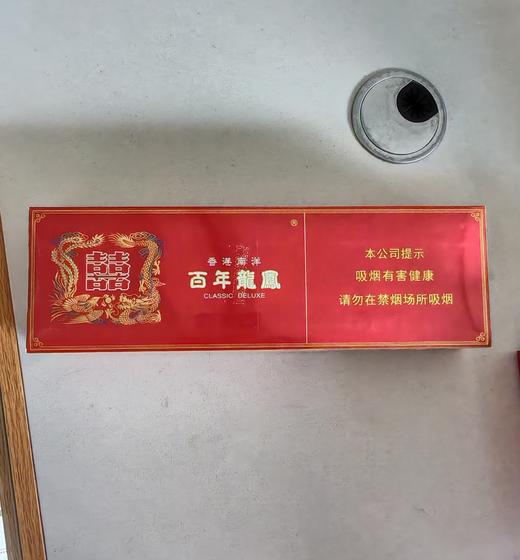 囍
®
香港南洋
百年龍鳳
CLASSIC DELUXE
本公司提示
吸烟有害健康
请勿在禁烟场所吸烟